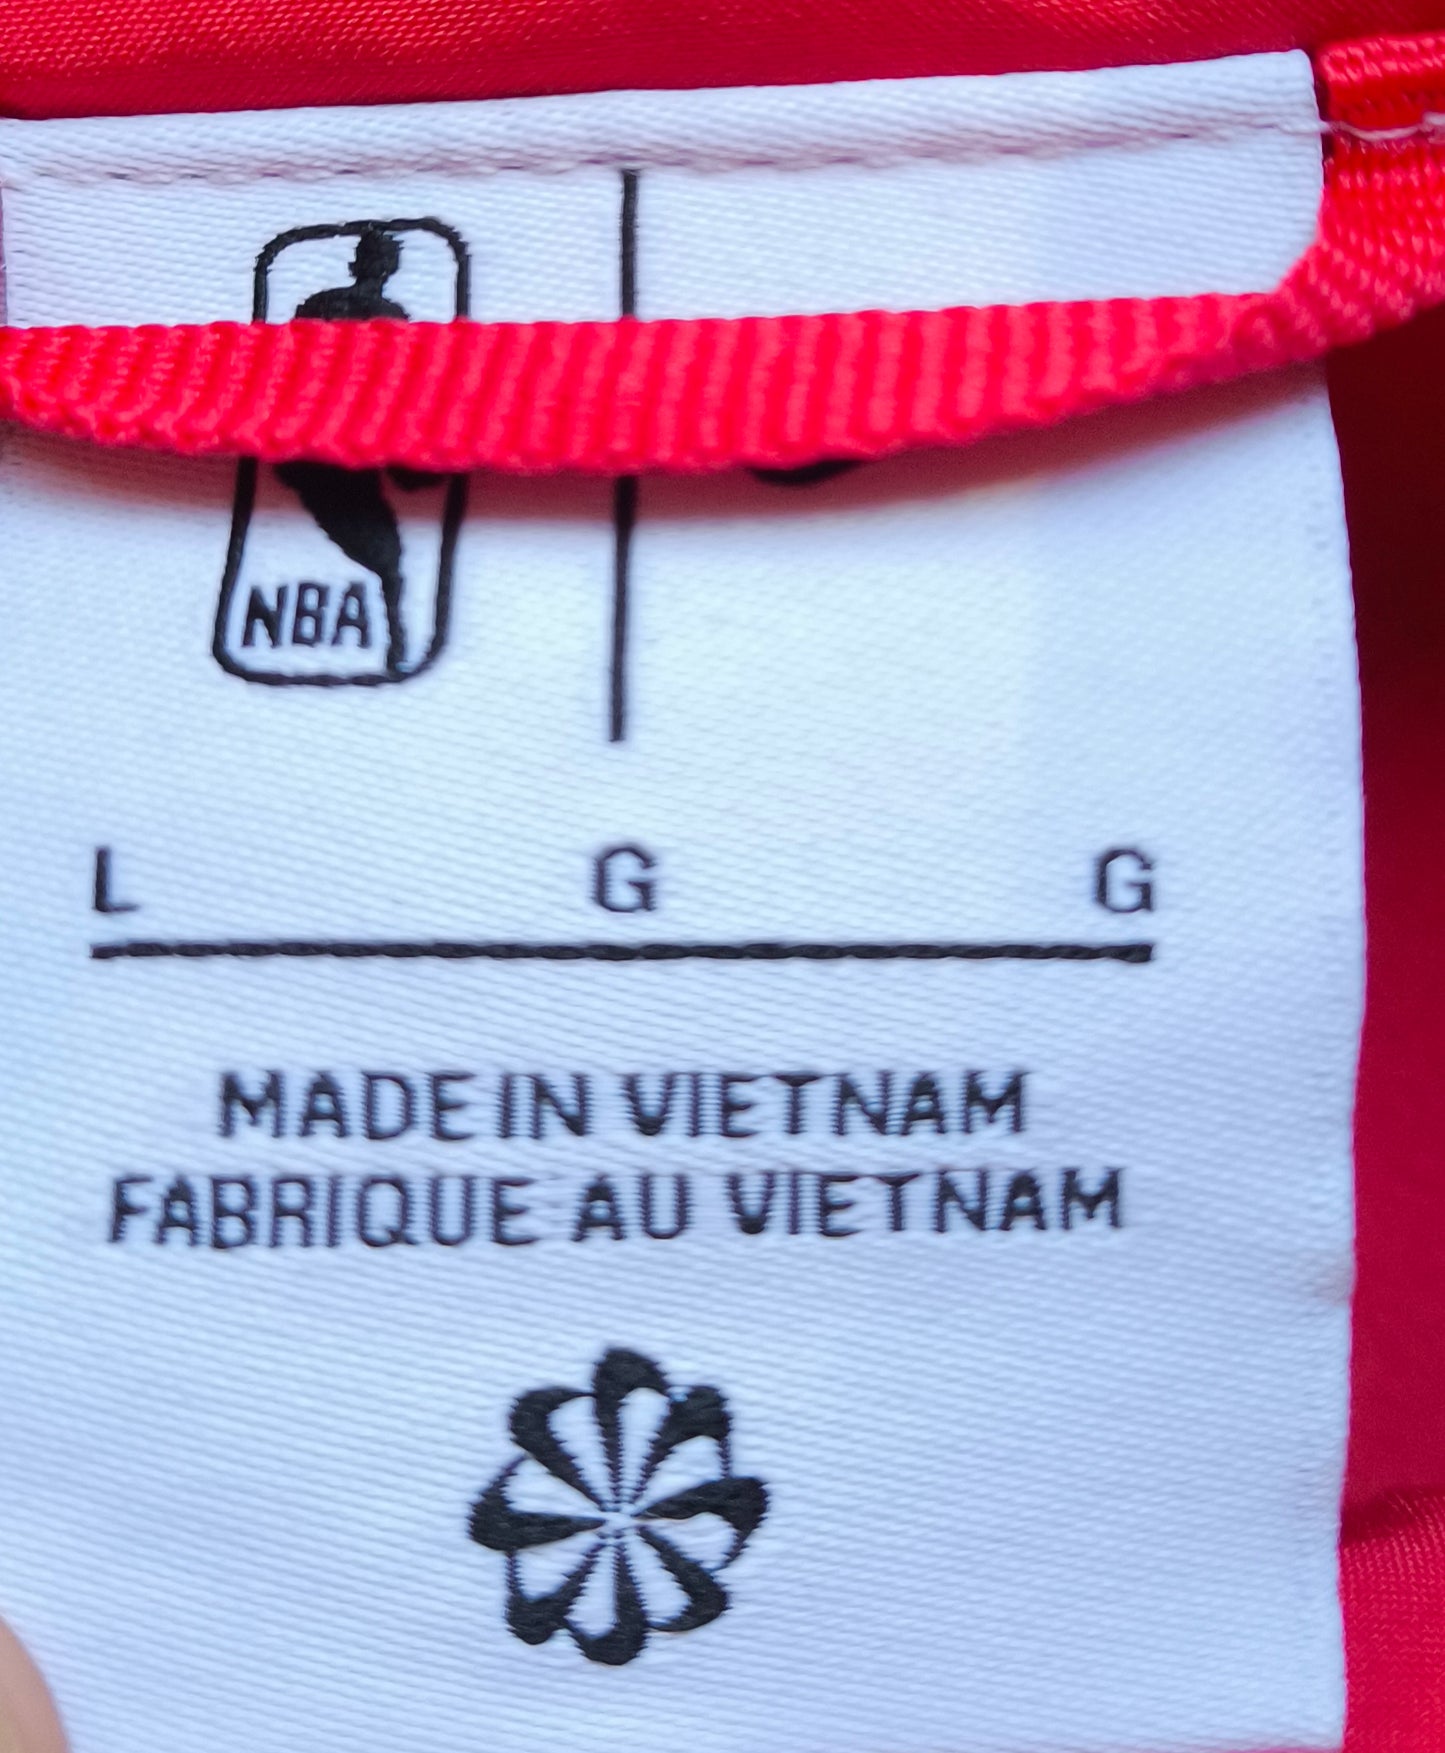 NBA
L G G
MADE IN VIETNAM
FABRIQUE AU VIETNAM